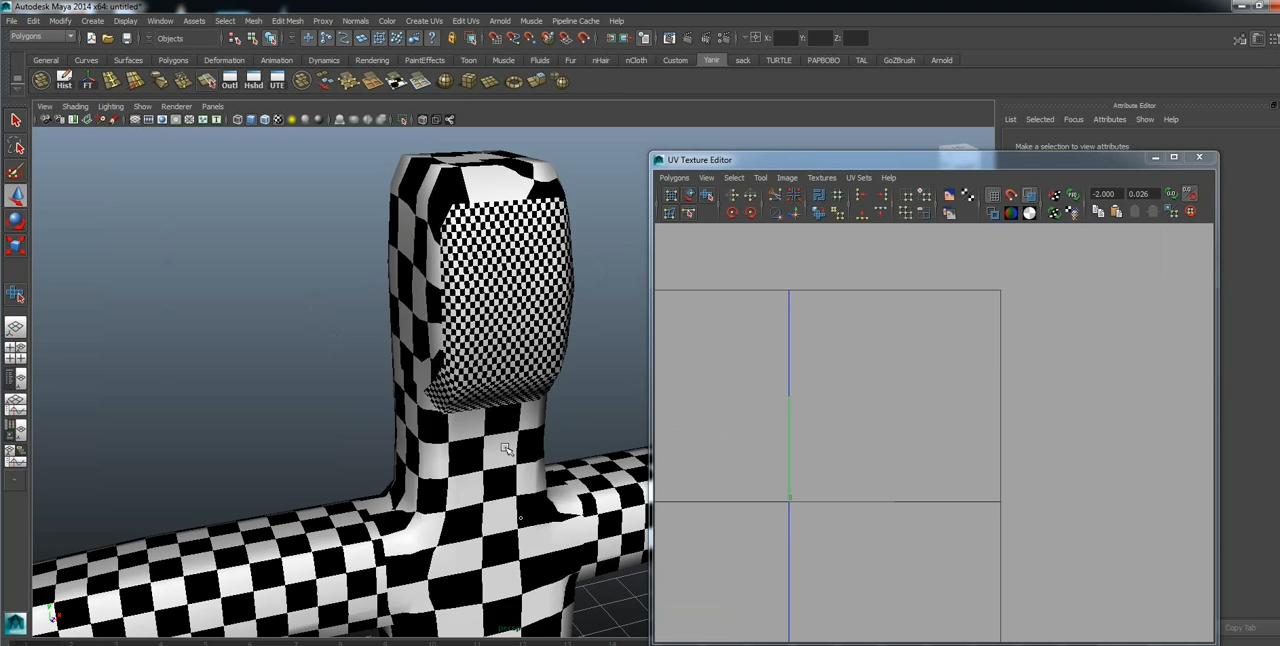 Autodesk Maya 2014 x64: untitled*
File Edit Modify Create Display Window Assets Select Mesh Edit Mesh Proxy Normals Color Create UVs Edit UVs Arnold Muscle Pipeline Cache Help
Polygons Objects X: Y: Z:
General Curves Surfaces Polygons Deformation Animation Dynamics Rendering PaintEffects Toon Muscle Fluids Fur nHair nCloth Custom Yanir sack TURTLE PAPBOBO TAL GoZBrush Arnold
Hist FT Outl Hshd UTE
View Shading Lighting Show Renderer Panels
Attribute Editor
List Selected Focus Attributes Show Help
Make a selection to view attributes
UV Texture Editor
Polygons View Select Tool Image Textures UV Sets Help
-2.000 0.026
persp
Copy Tab